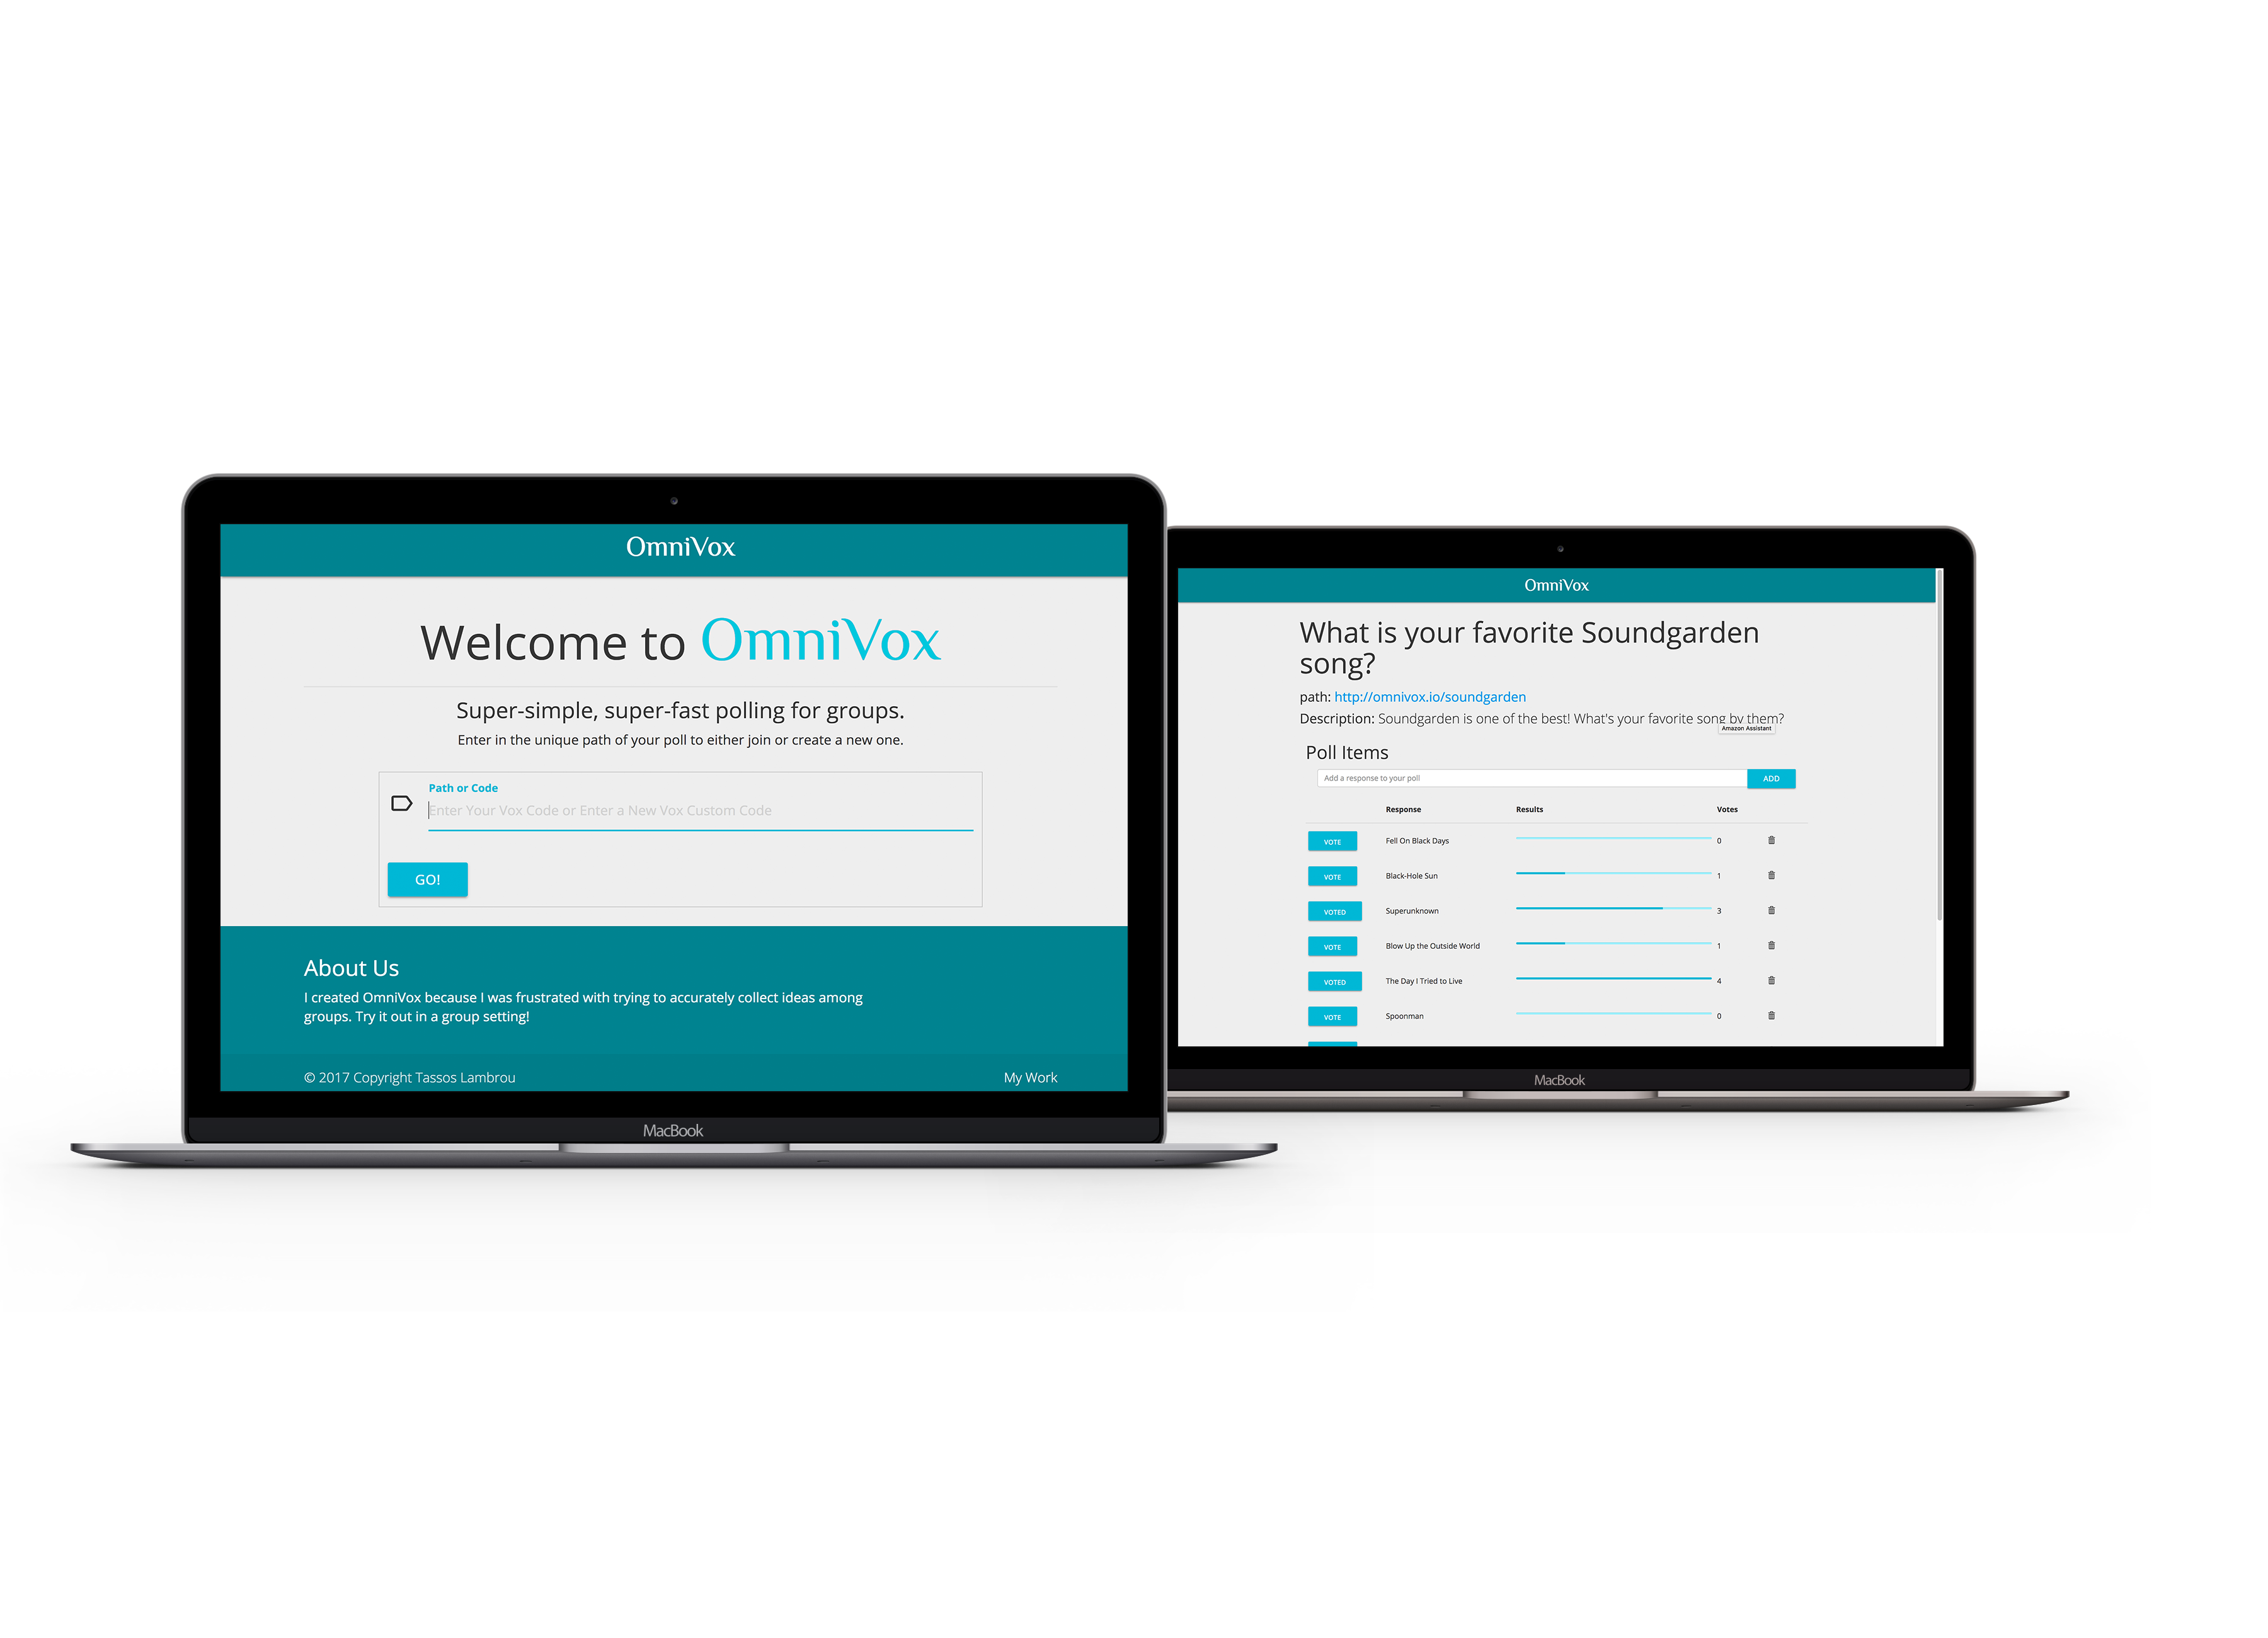 OmniVox
Welcome to OmniVox
Super-simple, super-fast polling for groups.
Enter in the unique path of your poll to either join or create a new one.
Path or Code
Enter Your Vox Code or Enter a New Vox Custom Code
GO!
About Us
I created OmniVox because I was frustrated with trying to accurately collect ideas among
groups. Try it out in a group setting!
© 2017 Copyright Tassos Lambrou My Work
MacBook
OmniVox
What is your favorite Soundgarden
song?
path: http://omnivox.io/soundgarden
Description: Soundgarden is one of the best! What's your favorite song by them?
Amazon Assistant
Poll Items
Add a response to your poll ADD
Response Results Votes
VOTE Fell On Black Days 0
VOTE Black-Hole Sun 1
VOTED Superunknown 3
VOTE Blow Up the Outside World 1
VOTED The Day I Tried to Live 4
VOTE Spoonman 0
MacBook